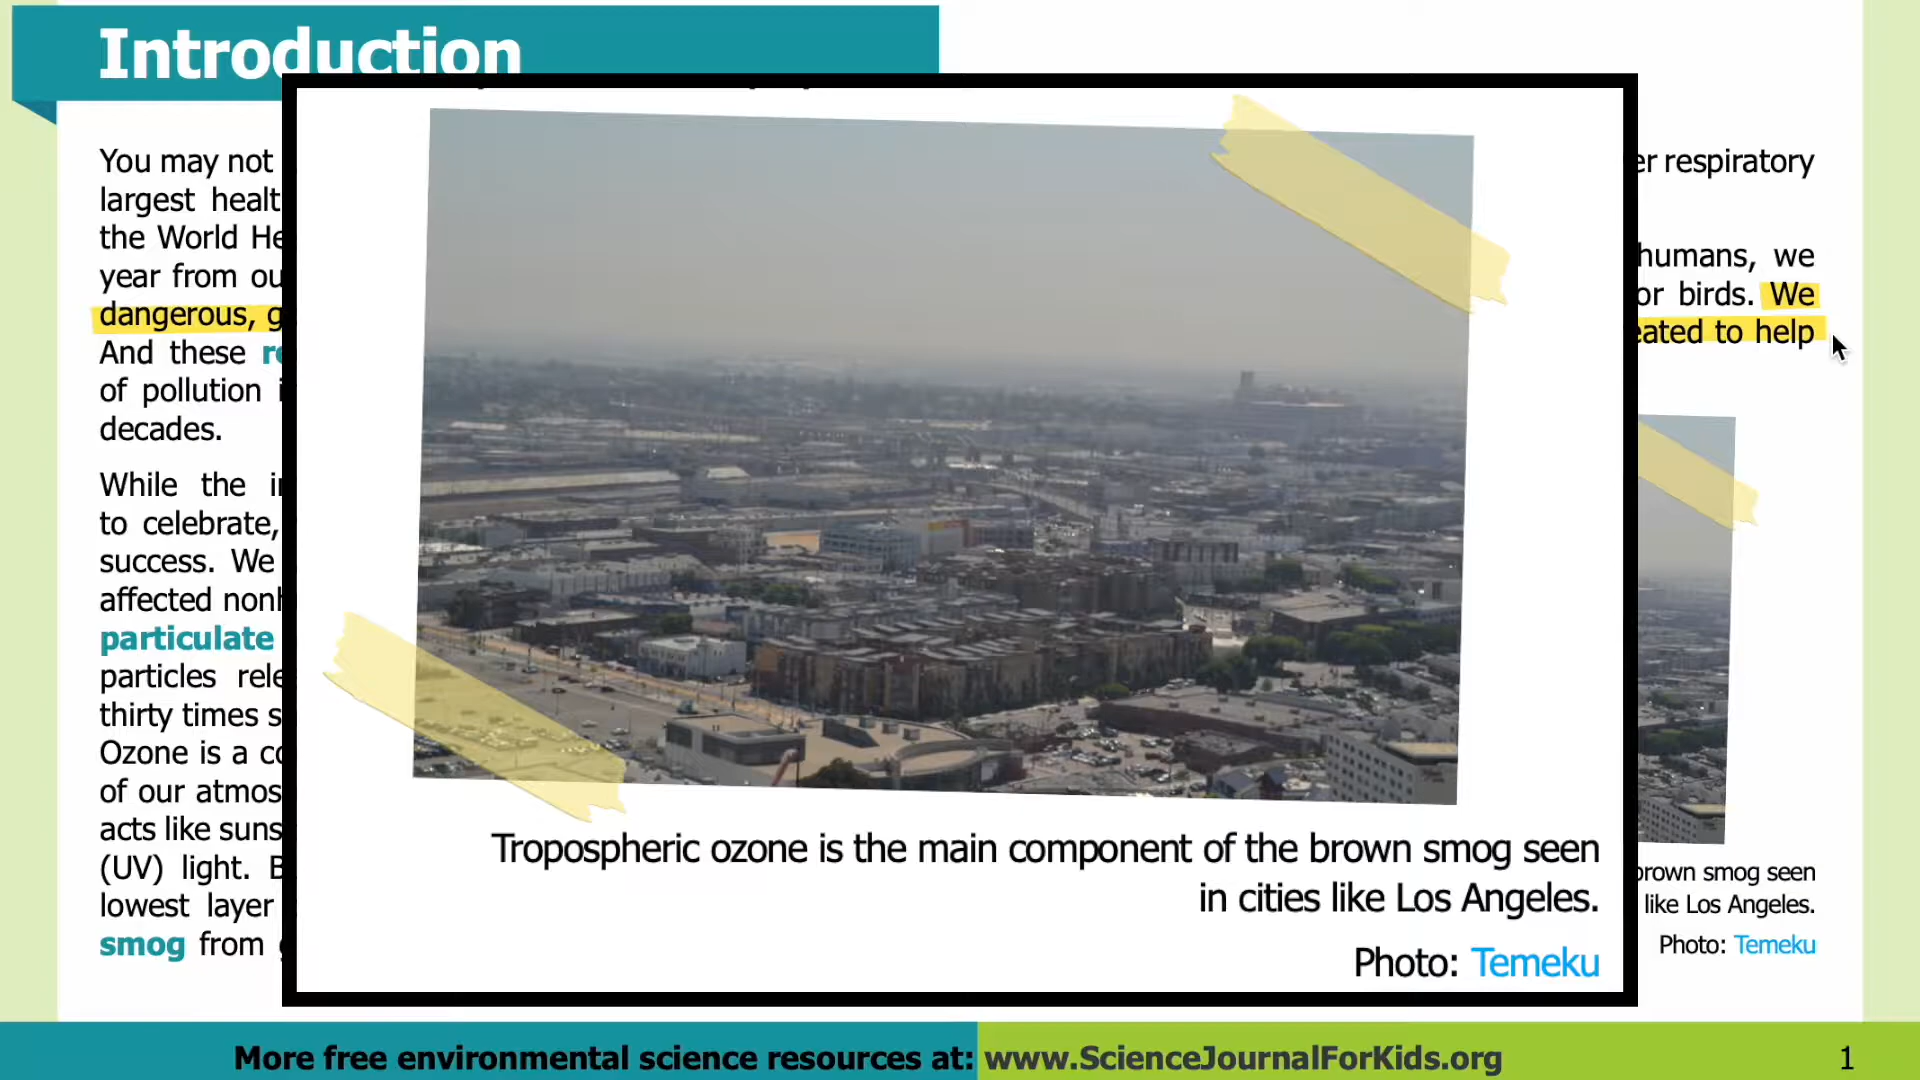 Introduction
You may not
largest healt
the World He
year from ou
dangerous, g
And these re
of pollution i
decades.
While the i
to celebrate,
success. We
affected nonh
particulate
particles rele
thirty times s
Ozone is a co
of our atmos
acts like suns
(UV) light. B
lowest layer
smog from g
er respiratory
humans, we
or birds. We
eated to help
Tropospheric ozone is the main component of the brown smog seen
in cities like Los Angeles.
Photo: Temeku
brown smog seen
like Los Angeles.
Photo: Temeku
More free environmental science resources at: www.ScienceJournalForKids.org
1